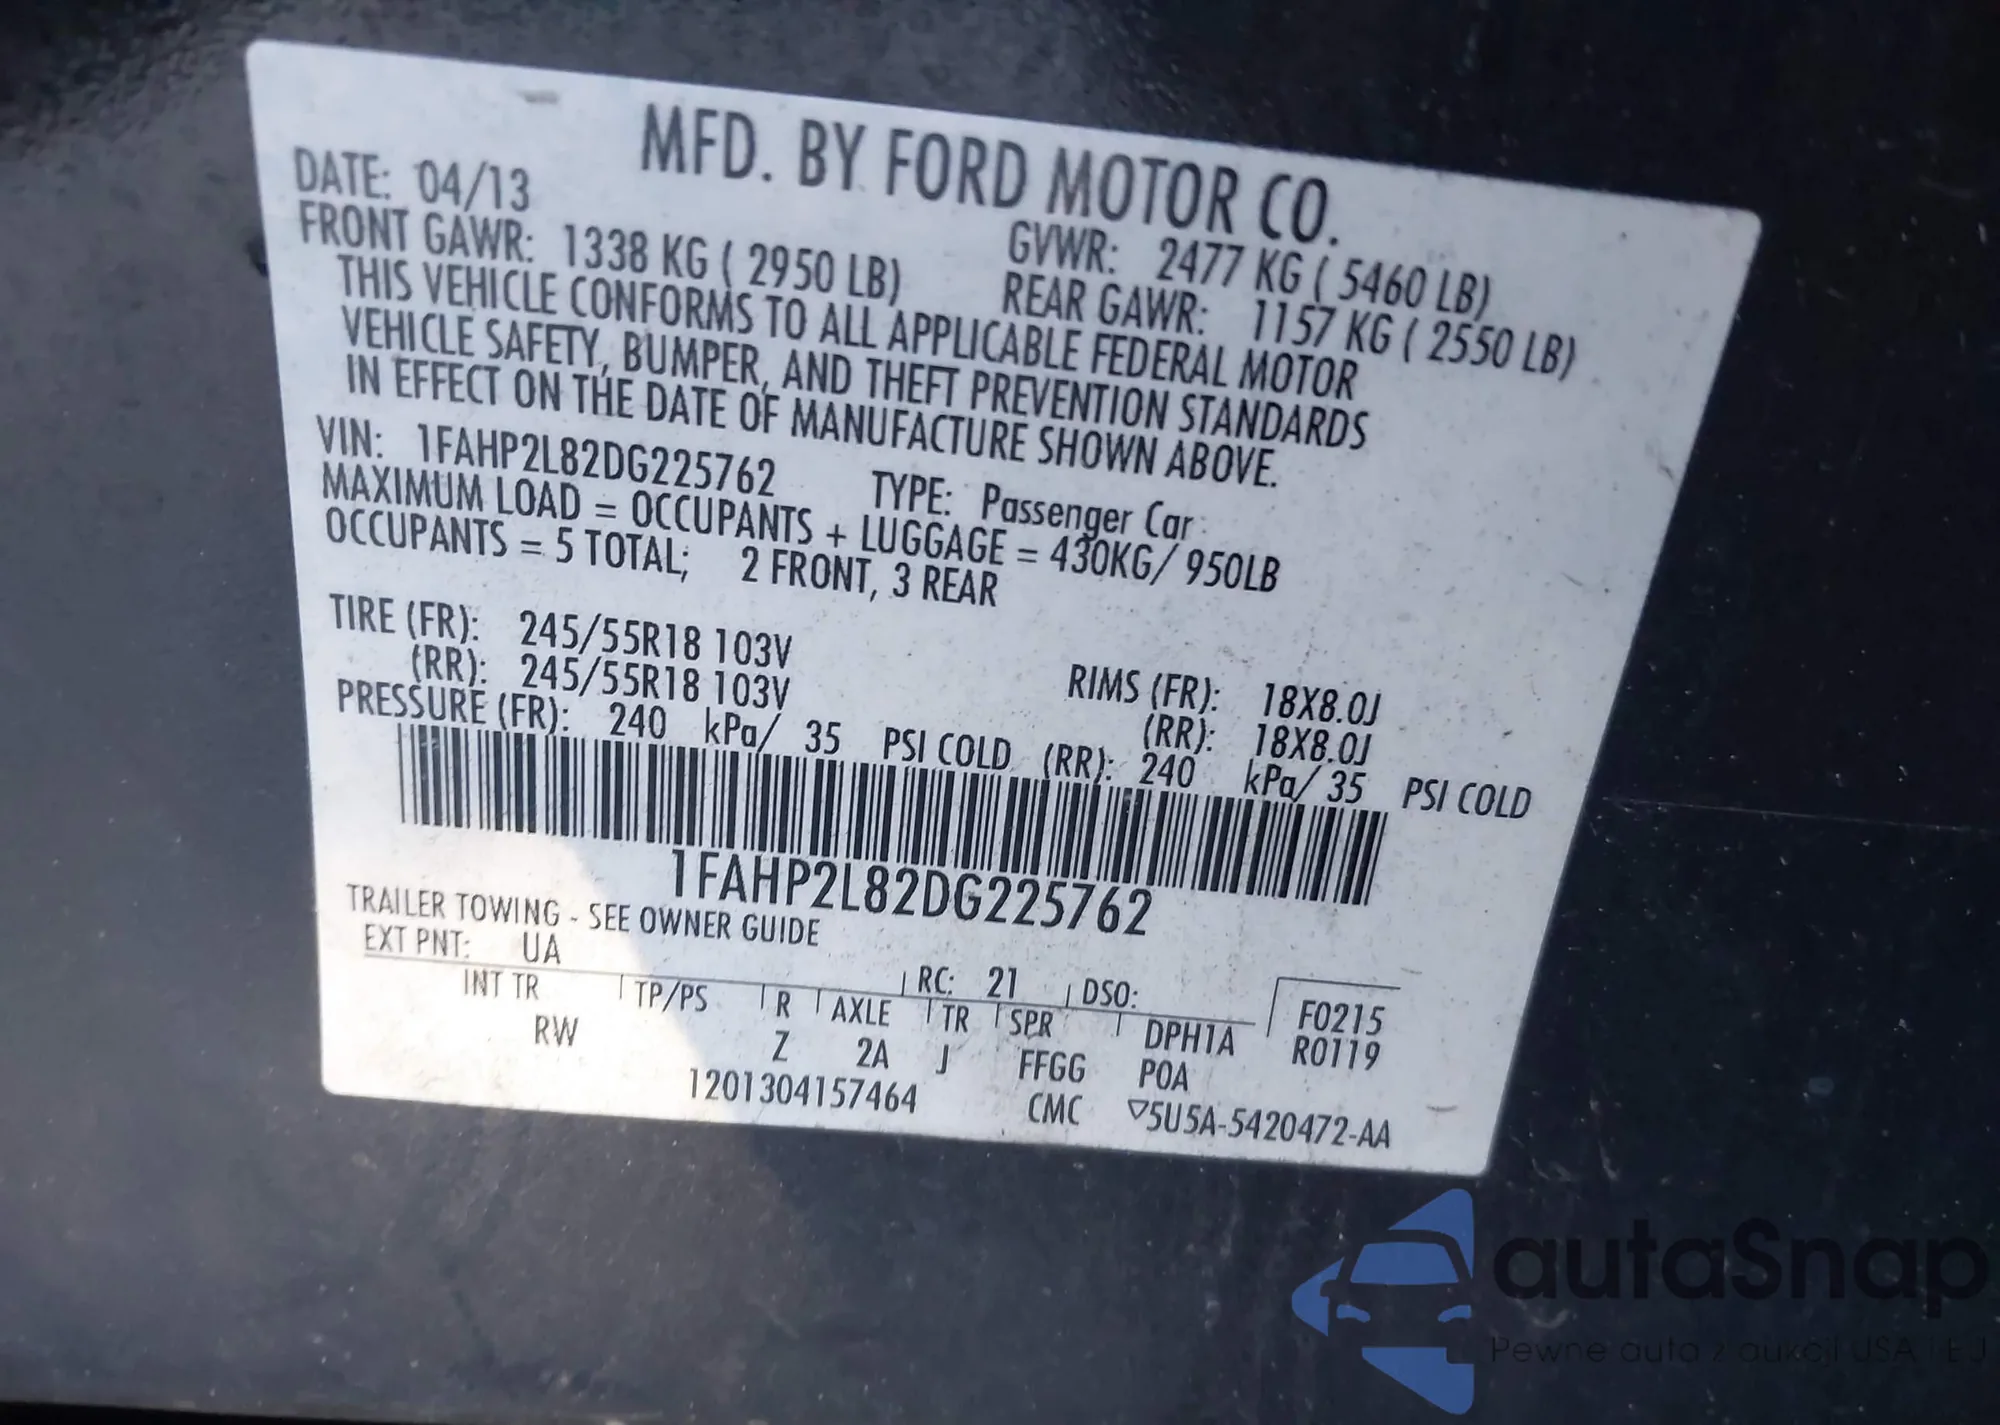 MFD. BY FORD MOTOR CO.
DATE: 04/13 GVWR: 2477 KG ( 5460 LB)
FRONT GAWR: 1338 KG ( 2950 LB) REAR GAWR: 1157 KG ( 2550 LB)
THIS VEHICLE CONFORMS TO ALL APPLICABLE FEDERAL MOTOR
VEHICLE SAFETY, BUMPER, AND THEFT PREVENTION STANDARDS
IN EFFECT ON THE DATE OF MANUFACTURE SHOWN ABOVE.
VIN: 1FAHP2L82DG225762 TYPE: Passenger Car
MAXIMUM LOAD = OCCUPANTS + LUGGAGE = 430KG/ 950LB
OCCUPANTS = 5 TOTAL; 2 FRONT, 3 REAR
TIRE (FR): 245/55R18 103V RIMS (FR): 18X8.0J
(RR): 245/55R18 103V (RR): 18X8.0J
PRESSURE (FR): 240 kPa/ 35 PSI COLD (RR): 240 kPa/ 35 PSI COLD
1FAHP2L82DG225762
TRAILER TOWING - SEE OWNER GUIDE
EXT PNT: UA RC: 21 DSO: F0215
INT TR TP/PS R AXLE TR SPR DPH1A R0119
RW Z 2A J FFGG P0A
1201304157464 CMC ▽5U5A-5420472-AA
autaSnap
Pewne auta z aukcji USA i EJ